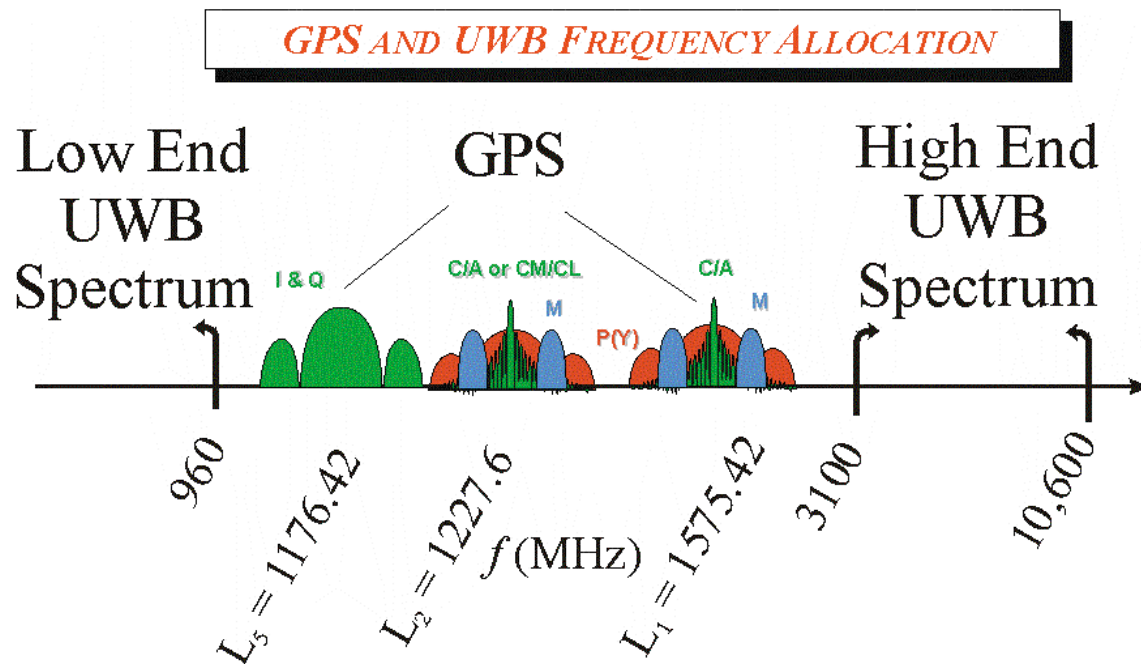 GPS AND UWB FREQUENCY ALLOCATION
Low End
UWB
Spectrum
GPS
High End
UWB
Spectrum
I & Q
C/A or CM/CL
M
P(Y)
C/A
M
960
L5 = 1176.42
L2 = 1227.6
f (MHz)
L1 = 1575.42
3100
10,600